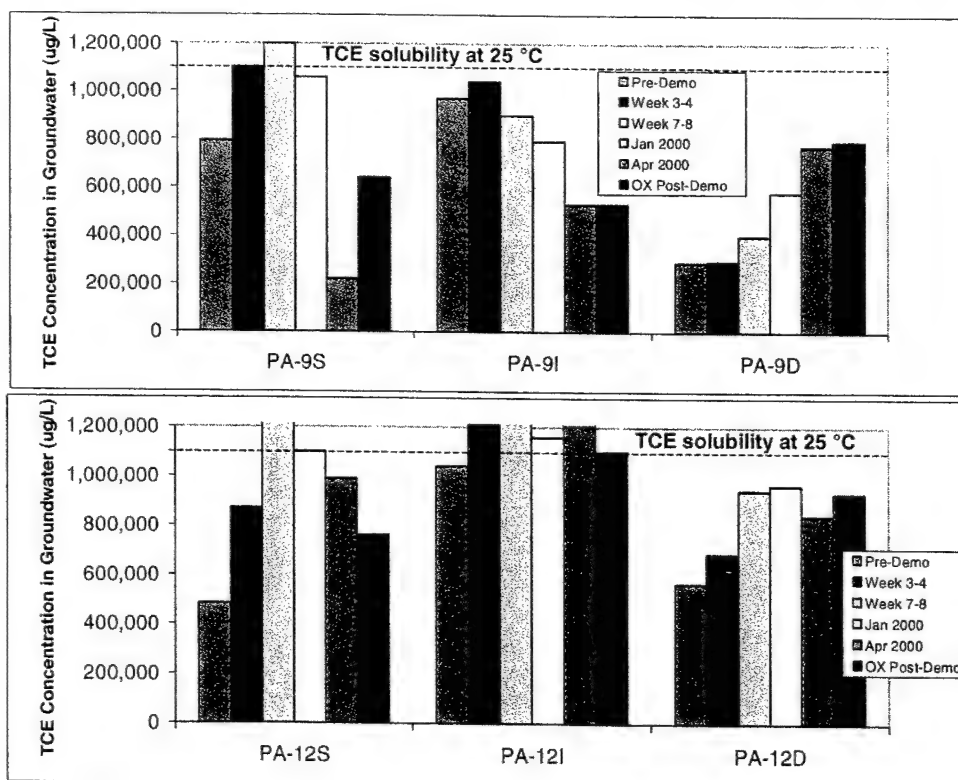 TCE Concentration in Groundwater (ug/L)
1,200,000
1,000,000
800,000
600,000
400,000
200,000
0
TCE solubility at 25 °C
Pre-Demo
Week 3-4
Week 7-8
Jan 2000
Apr 2000
OX Post-Demo
PA-9S
PA-9I
PA-9D
TCE Concentration in Groundwater (ug/L)
1,200,000
1,000,000
800,000
600,000
400,000
200,000
0
TCE solubility at 25 °C
Pre-Demo
Week 3-4
Week 7-8
Jan 2000
Apr 2000
OX Post-Demo
PA-12S
PA-12I
PA-12D